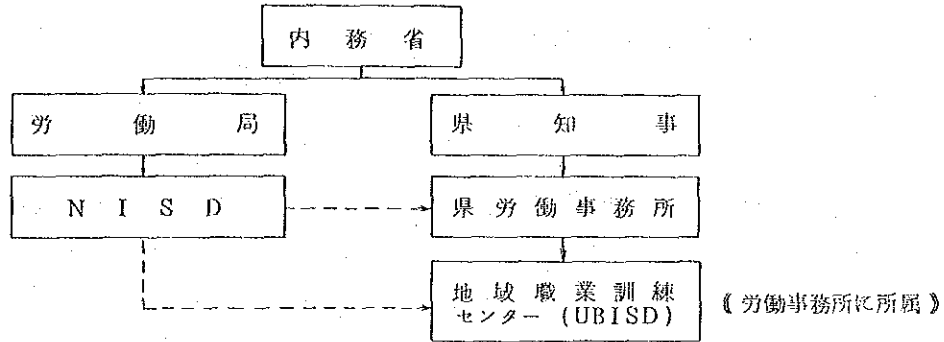 内務省
労働局
県知事
NISD
県労働事務所
地域職業訓練
センター(UBISD)
《労働事務所に所属》